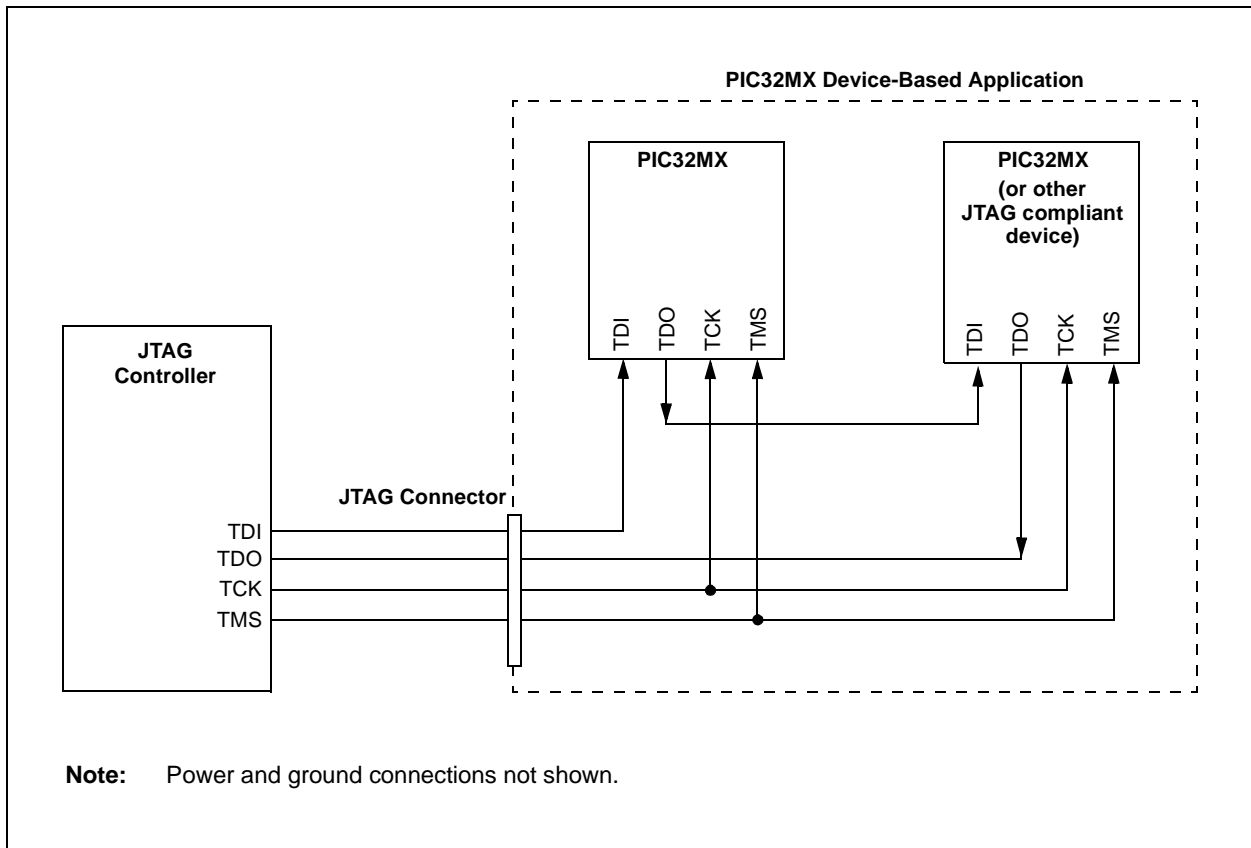 PIC32MX Device-Based Application
PIC32MX
TDI
TDO
TCK
TMS
PIC32MX
(or other
JTAG compliant
device)
TDI
TDO
TCK
TMS
JTAG
Controller
TDI
TDO
TCK
TMS
JTAG Connector
Note: Power and ground connections not shown.